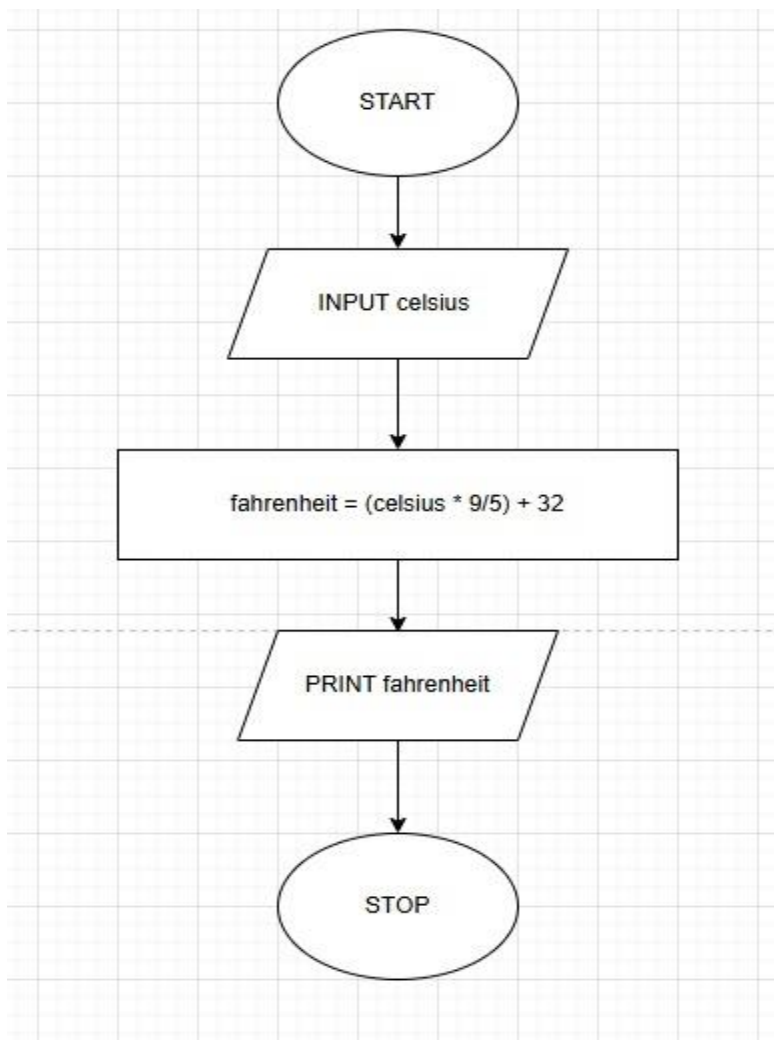 START
INPUT celsius
fahrenheit = (celsius * 9/5) + 32
PRINT fahrenheit
STOP